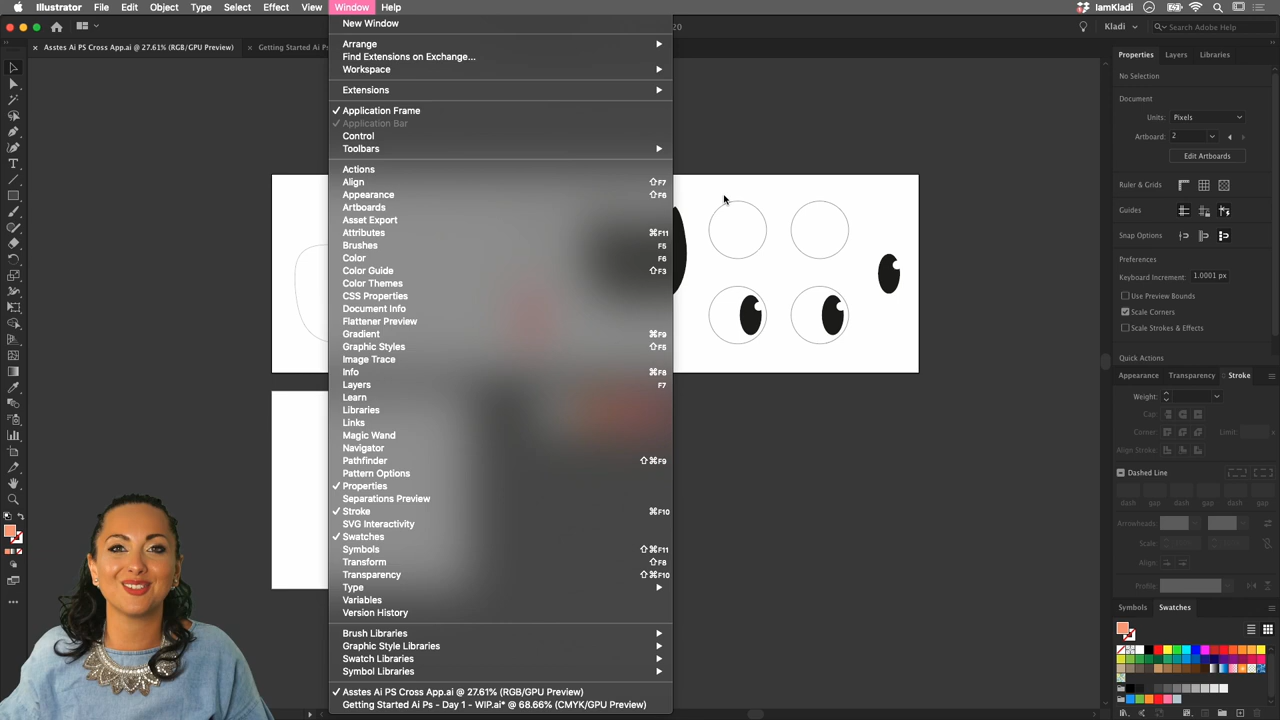 Illustrator File Edit Object Type Select Effect View Window Help
IamKladi
20
Kladi
Search Adobe Help
× Asstes Ai PS Cross App.ai @ 27.61% (RGB/GPU Preview)
× Getting Started Ai Ps
New Window
Arrange
Find Extensions on Exchange...
Workspace
Extensions
✓ Application Frame
✓ Application Bar
Control
Toolbars
Actions
Align ⇧F7
Appearance ⇧F6
Artboards
Asset Export
Attributes ⌘F11
Brushes F5
Color F6
Color Guide ⇧F3
Color Themes
CSS Properties
Document Info
Flattener Preview
Gradient ⌘F9
Graphic Styles ⇧F5
Image Trace
Info ⌘F8
Layers F7
Learn
Libraries
Links
Magic Wand
Navigator
Pathfinder ⇧⌘F9
Pattern Options
✓ Properties
Separations Preview
✓ Stroke ⌘F10
SVG Interactivity
✓ Swatches
Symbols ⇧⌘F11
Transform ⇧F8
Transparency ⇧⌘F10
Type
Variables
Version History
Brush Libraries
Graphic Style Libraries
Swatch Libraries
Symbol Libraries
✓ Asstes Ai PS Cross App.ai @ 27.61% (RGB/GPU Preview)
Getting Started Ai Ps - Day 1 - WIP.ai* @ 68.66% (CMYK/GPU Preview)
Properties Layers Libraries
No Selection
Document
Units: Pixels
Artboard: 2
Edit Artboards
Ruler & Grids
Guides
Snap Options
Preferences
Keyboard Increment: 1.0001 px
Use Preview Bounds
Scale Corners
Scale Strokes & Effects
Quick Actions
Appearance Transparency Stroke
Weight:
Cap:
Corner: Limit:
Align Stroke:
Dashed Line
dash gap dash gap dash gap
Arrowheads:
Scale:
Align:
Profile:
Symbols Swatches